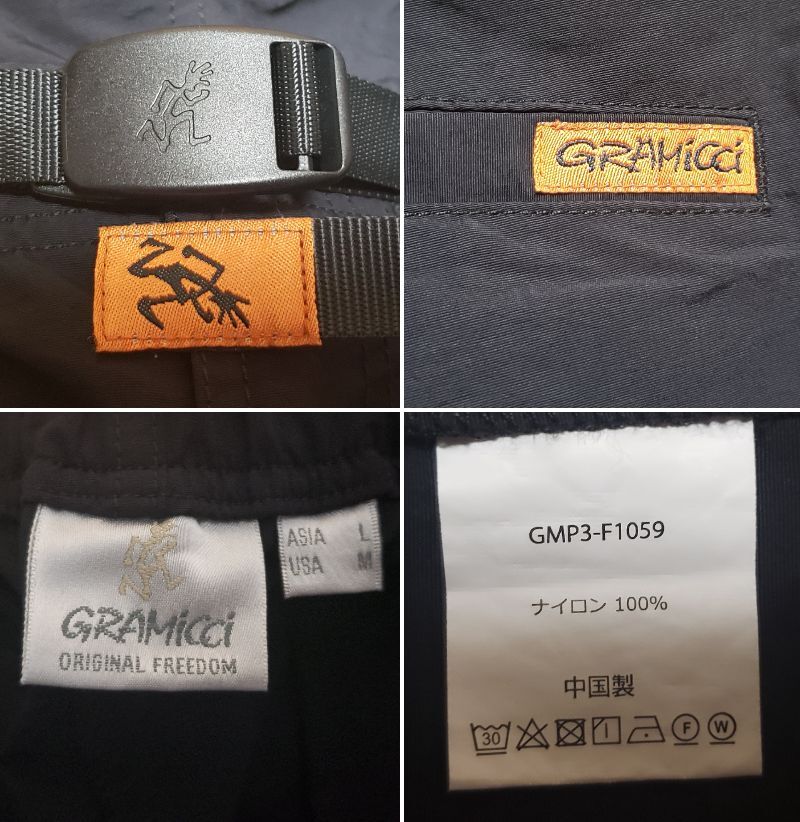 GRAMicci
GRAMicci
ORIGINAL FREEDOM
ASIA L
USA M
GMP3-F1059
ナイロン 100%
中国製
30 F W